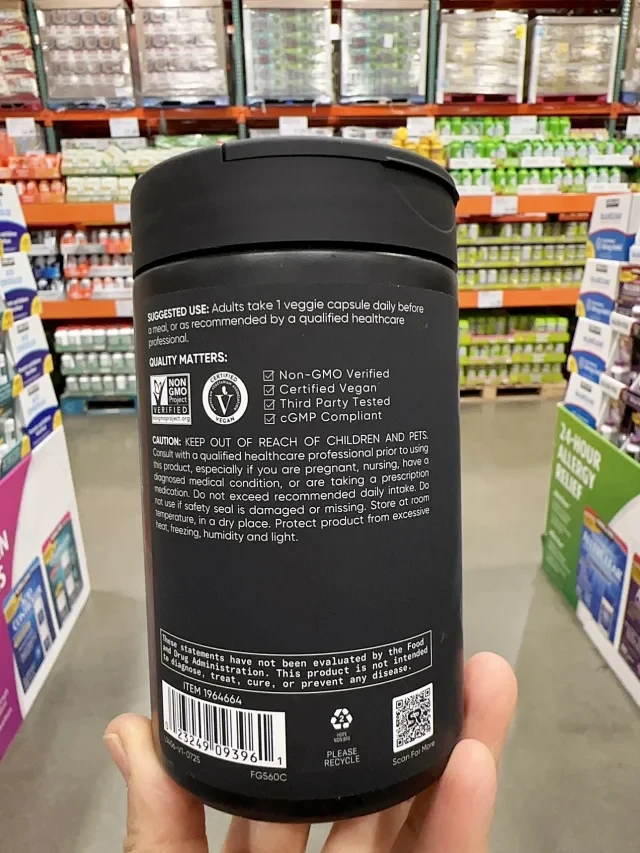 SUGGESTED USE: Adults take 1 veggie capsule daily before
a meal, or as recommended by a qualified healthcare
professional.
QUALITY MATTERS:
NON
GMO
Project
VERIFIED
nongmoproject.org
CERTIFIED
VEGAN
Non-GMO Verified
Certified Vegan
Third Party Tested
cGMP Compliant
CAUTION: KEEP OUT OF REACH OF CHILDREN AND PETS.
Consult with a qualified healthcare professional prior to using
this product, especially if you are pregnant, nursing, have a
diagnosed medical condition, or are taking a prescription
medication. Do not exceed recommended daily intake. Do
not use if safety seal is damaged or missing. Store at room
temperature, in a dry place. Protect product from excessive
heat, freezing, humidity and light.
These statements have not been evaluated by the Food
and Drug Administration. This product is not intended
to diagnose, treat, cure, or prevent any disease.
ITEM 1964664
23249 09396 1
FG560C
2
PLEASE
RECYCLE
SR
Scan For More
24-HOUR
ALLERGY
RELIEF